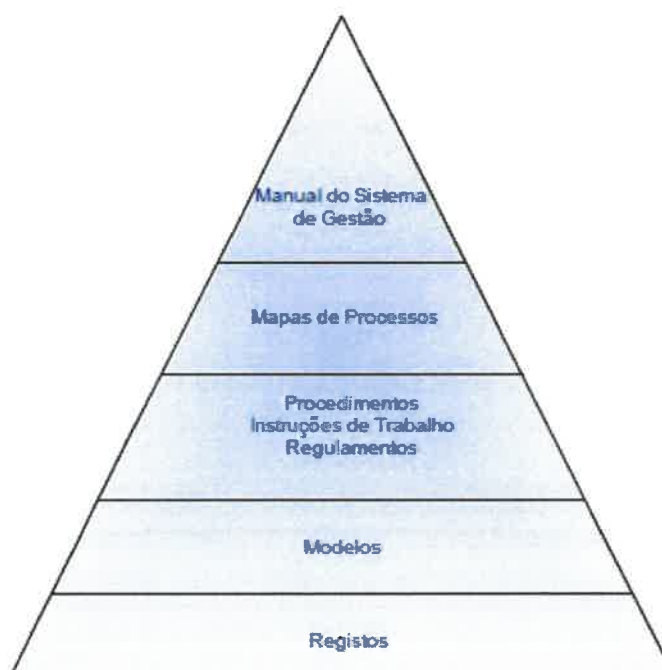 Manual do Sistema
de Gestão
Mapas de Processos
Procedimentos
Instruções de Trabalho
Regulamentos
Modelos
Registos